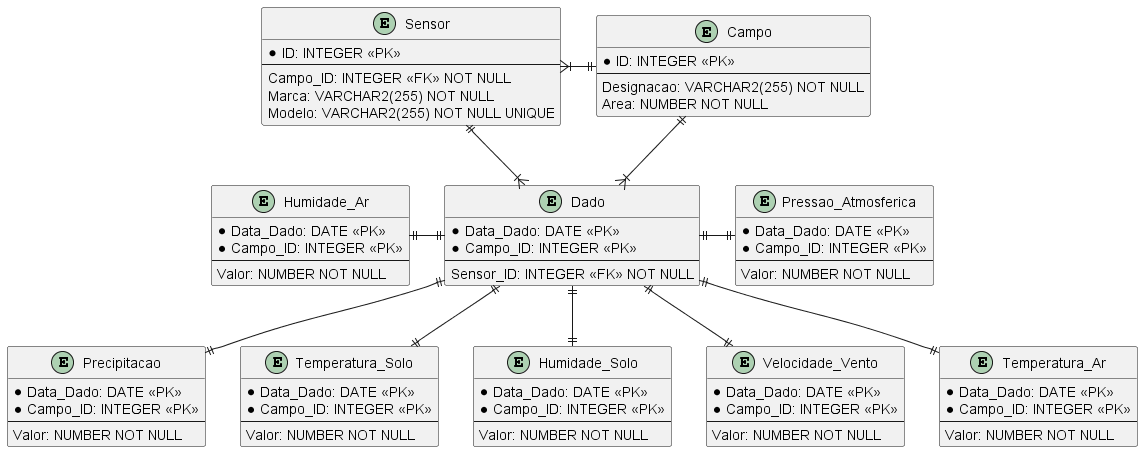 E Sensor
* ID: INTEGER «PK»
Campo_ID: INTEGER «FK» NOT NULL
Marca: VARCHAR2(255) NOT NULL
Modelo: VARCHAR2(255) NOT NULL UNIQUE
E Campo
* ID: INTEGER «PK»
Designacao: VARCHAR2(255) NOT NULL
Area: NUMBER NOT NULL
E Humidade_Ar
* Data_Dado: DATE «PK»
* Campo_ID: INTEGER «PK»
Valor: NUMBER NOT NULL
E Dado
* Data_Dado: DATE «PK»
* Campo_ID: INTEGER «PK»
Sensor_ID: INTEGER «FK» NOT NULL
E Pressao_Atmosferica
* Data_Dado: DATE «PK»
* Campo_ID: INTEGER «PK»
Valor: NUMBER NOT NULL
E Precipitacao
* Data_Dado: DATE «PK»
* Campo_ID: INTEGER «PK»
Valor: NUMBER NOT NULL
E Temperatura_Solo
* Data_Dado: DATE «PK»
* Campo_ID: INTEGER «PK»
Valor: NUMBER NOT NULL
E Humidade_Solo
* Data_Dado: DATE «PK»
* Campo_ID: INTEGER «PK»
Valor: NUMBER NOT NULL
E Velocidade_Vento
* Data_Dado: DATE «PK»
* Campo_ID: INTEGER «PK»
Valor: NUMBER NOT NULL
E Temperatura_Ar
* Data_Dado: DATE «PK»
* Campo_ID: INTEGER «PK»
Valor: NUMBER NOT NULL